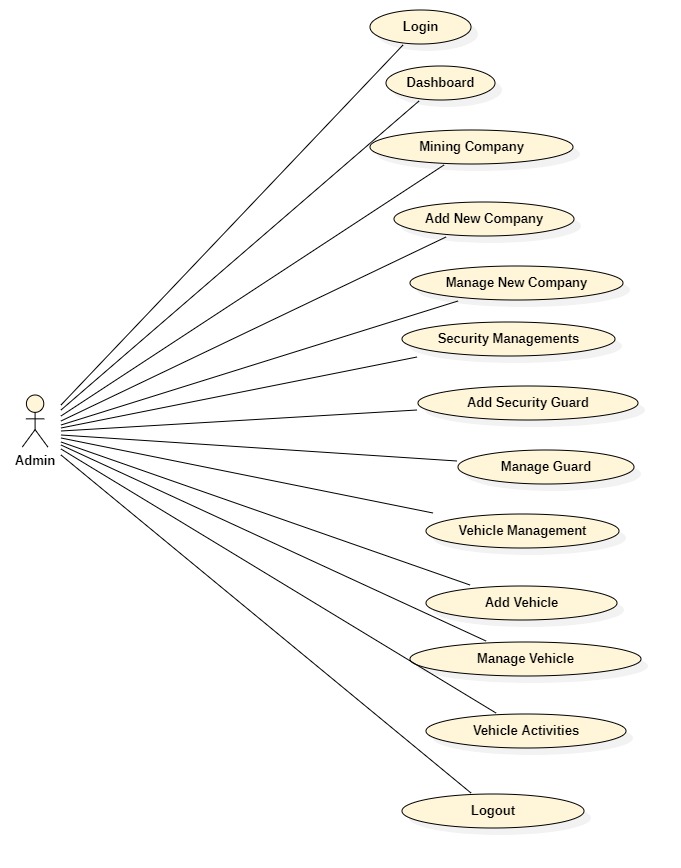 Login
Dashboard
Mining Company
Add New Company
Manage New Company
Security Managements
Add Security Guard
Admin
Manage Guard
Vehicle Management
Add Vehicle
Manage Vehicle
Vehicle Activities
Logout